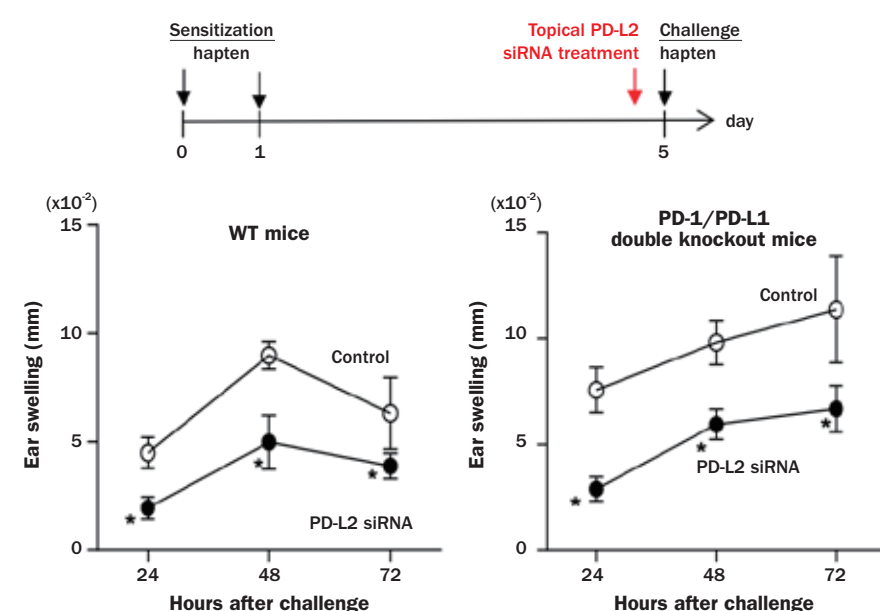 Sensitization
hapten
Topical PD-L2
siRNA treatment
Challenge
hapten
day
0
1
5
(x10⁻²)
15
10
5
0
Ear swelling (mm)
WT mice
Control
*
*
*
PD-L2 siRNA
24
48
72
Hours after challenge
(x10⁻²)
15
10
5
0
Ear swelling (mm)
PD-1/PD-L1
double knockout mice
Control
*
*
*
PD-L2 siRNA
24
48
72
Hours after challenge